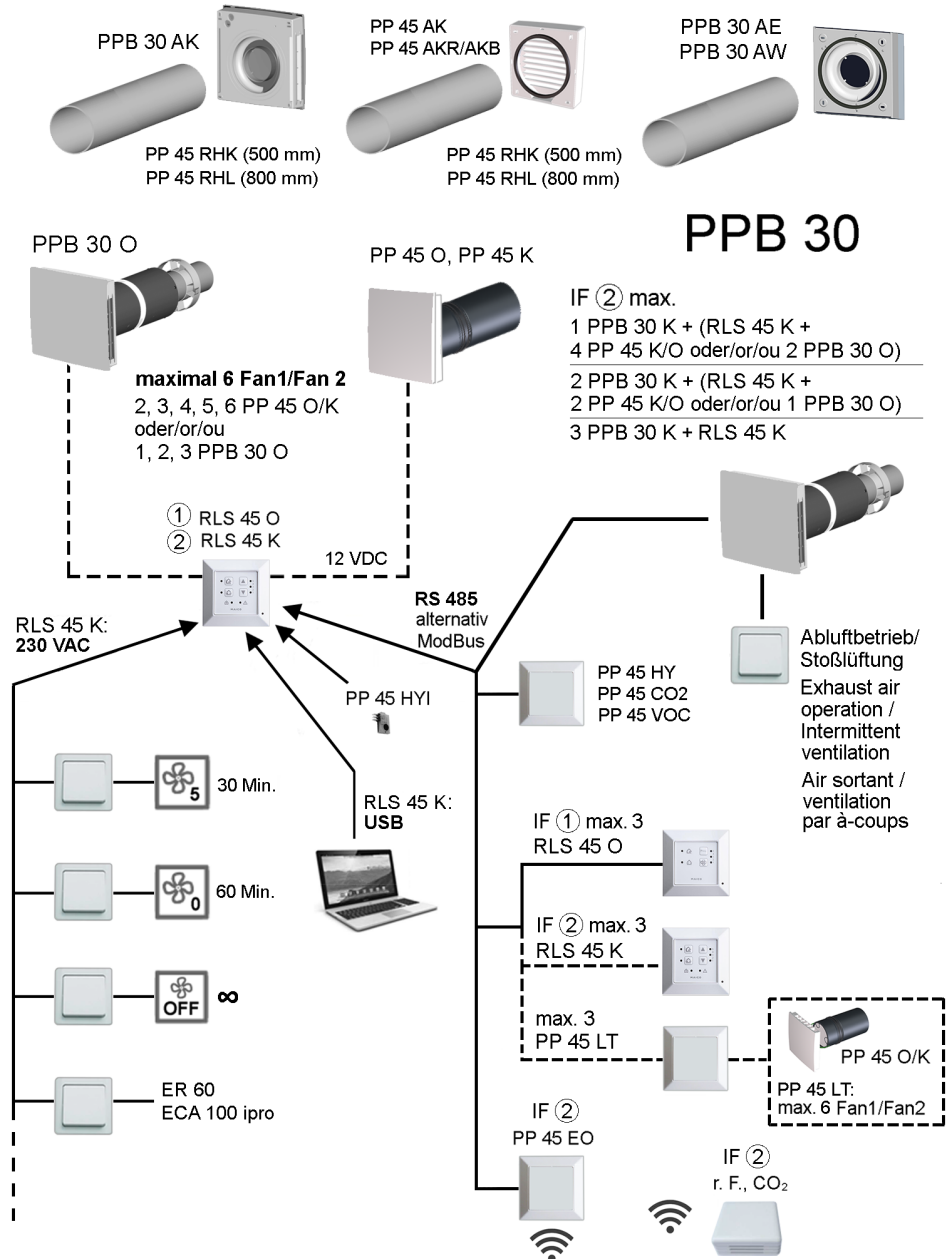 PPB 30 AK
PP 45 AK
PP 45 AKR/AKB
PPB 30 AE
PPB 30 AW
PP 45 RHK (500 mm)
PP 45 RHL (800 mm)
PP 45 RHK (500 mm)
PP 45 RHL (800 mm)
PPB 30
PPB 30 O
PP 45 O, PP 45 K
IF ② max.
1 PPB 30 K + (RLS 45 K +
4 PP 45 K/O oder/or/ou 2 PPB 30 O)
2 PPB 30 K + (RLS 45 K +
2 PP 45 K/O oder/or/ou 1 PPB 30 O)
3 PPB 30 K + RLS 45 K
maximal 6 Fan1/Fan 2
2, 3, 4, 5, 6 PP 45 O/K
oder/or/ou
1, 2, 3 PPB 30 O
① RLS 45 O
② RLS 45 K
12 VDC
RLS 45 K:
230 VAC
RS 485
alternativ
ModBus
PP 45 HYI
PP 45 HY
PP 45 CO2
PP 45 VOC
Abluftbetrieb/
Stoßlüftung
Exhaust air
operation /
Intermittent
ventilation
Air sortant /
ventilation
par à-coups
5
30 Min.
RLS 45 K:
USB
0
60 Min.
OFF
∞
ER 60
ECA 100 ipro
IF ① max. 3
RLS 45 O
IF ② max. 3
RLS 45 K
max. 3
PP 45 LT
PP 45 O/K
PP 45 LT:
max. 6 Fan1/Fan2
IF ②
PP 45 EO
IF ②
r. F., CO₂